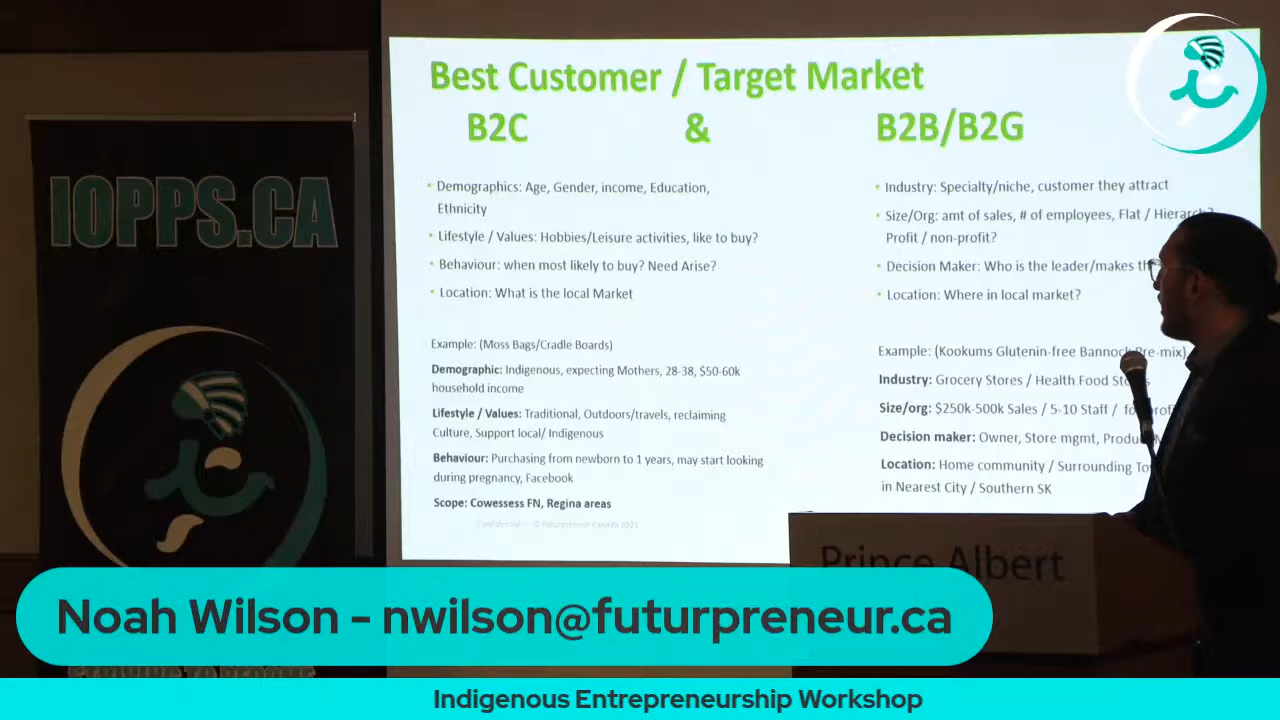 IOPPS.CA
Best Customer / Target Market
B2C & B2B/B2G
• Demographics: Age, Gender, income, Education,
Ethnicity
• Lifestyle / Values: Hobbies/Leisure activities, like to buy?
• Behaviour: when most likely to buy? Need Arise?
• Location: What is the local Market
Example: (Moss Bags/Cradle Boards)
Demographic: Indigenous, expecting Mothers, 28-38, $50-60k
household income
Lifestyle / Values: Traditional, Outdoors/travels, reclaiming
Culture, Support local/ Indigenous
Behaviour: Purchasing from newborn to 1 years, may start looking
during pregnancy, Facebook
Scope: Cowessess FN, Regina areas
Confidential – © Futurpreneur Canada 2021
• Industry: Specialty/niche, customer they attract
• Size/Org: amt of sales, # of employees, Flat /
Profit / non-profit?
• Decision Maker: Who is the leader/makes
• Location: Where in local market?
Example: (Kookums Glutenin-free Bannock Pre-mix)
Industry: Grocery Stores / Health Food
Size/org: $250k-500k Sales / 5-10 Staff /
Decision maker: Owner, Store mgmt,
Location: Home community / Surrounding
in Nearest City / Southern SK
Prince Albert
Noah Wilson - nwilson@futurpreneur.ca
Indigenous Entrepreneurship Workshop